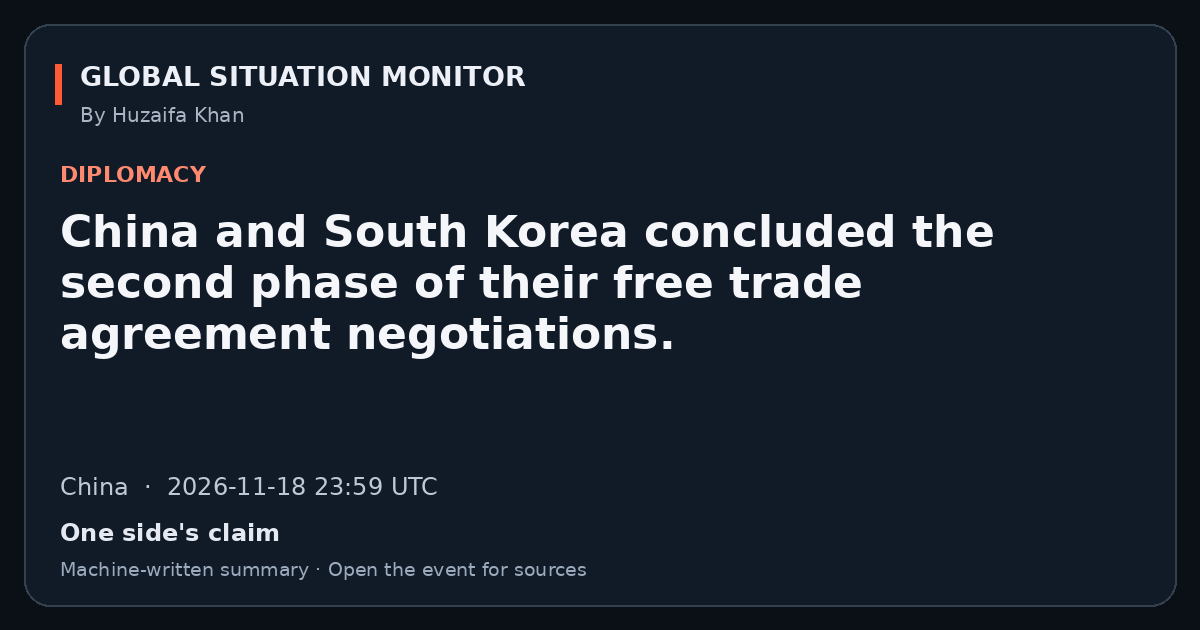 GLOBAL SITUATION MONITOR
By Huzaifa Khan
DIPLOMACY
China and South Korea concluded the
second phase of their free trade
agreement negotiations.
China · 2026-11-18 23:59 UTC
One side's claim
Machine-written summary · Open the event for sources